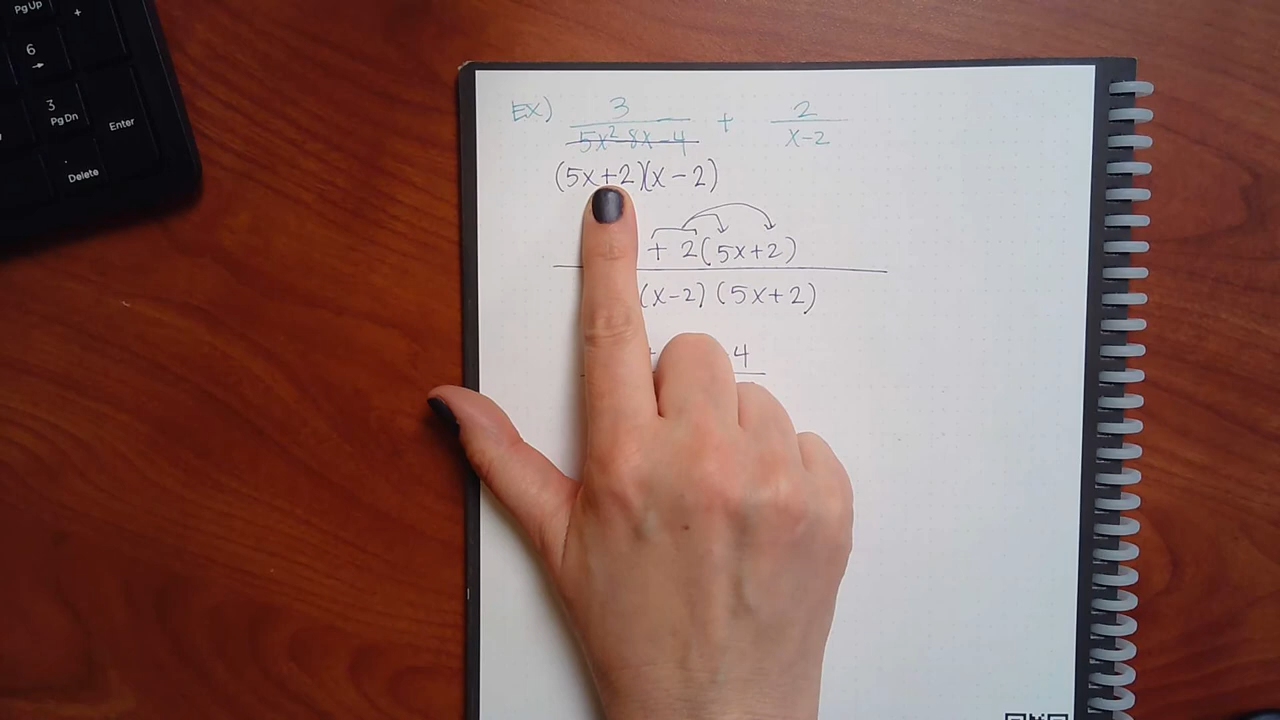 PgUp
+
6
→
3
PgDn
Enter
.
Delete
EX) 3 2
5x² 8x-4 + x-2
(5x+2)(x-2)
+ 2(5x+2)
(x-2) (5x+2)
4